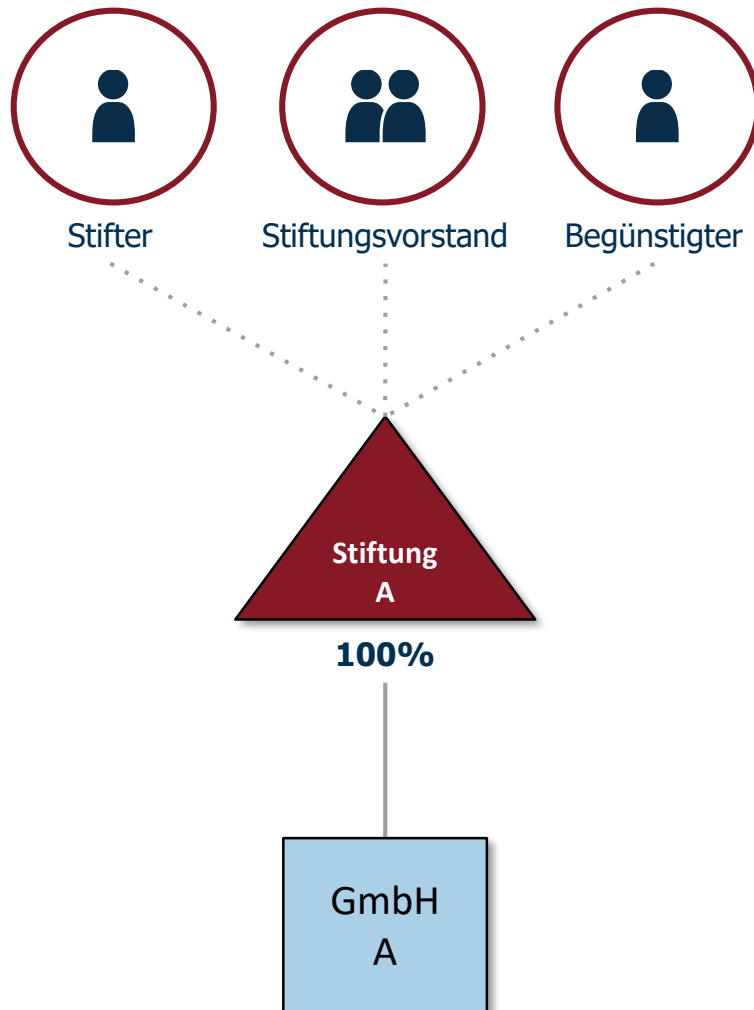 Stifter
Stiftungsvorstand
Begünstigter
Stiftung
A
100%
GmbH
A